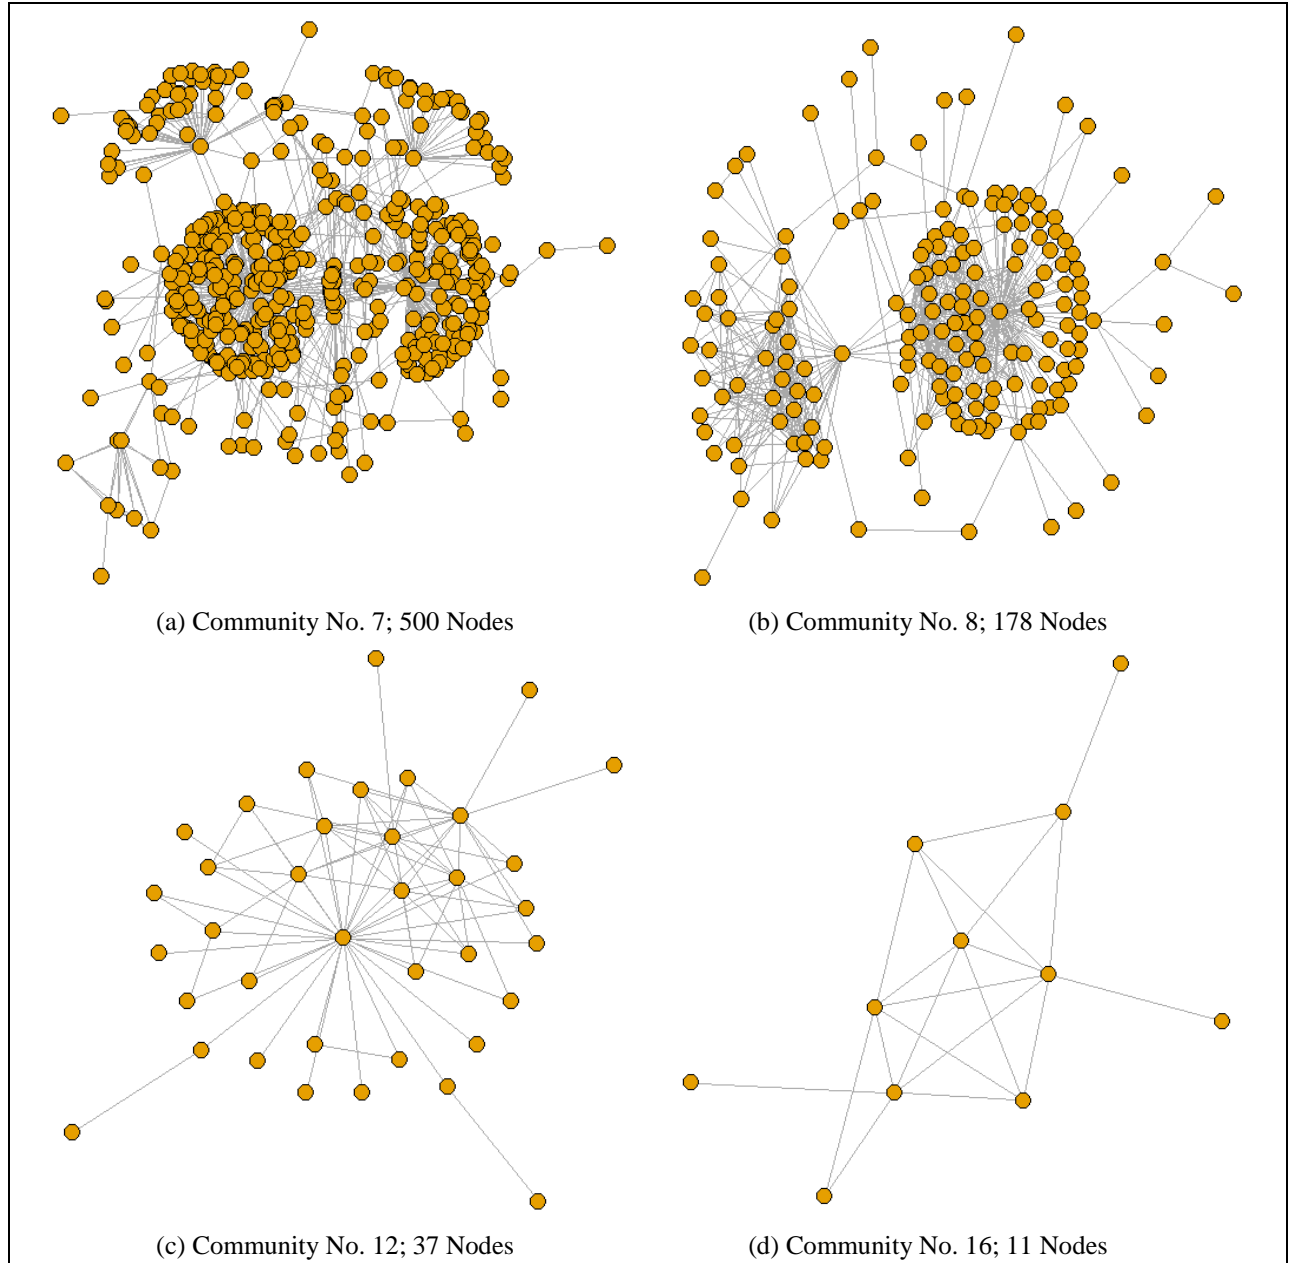 (a) Community No. 7; 500 Nodes
(b) Community No. 8; 178 Nodes
(c) Community No. 12; 37 Nodes
(d) Community No. 16; 11 Nodes